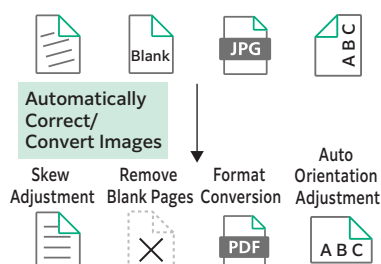 Blank
JPG
A B C
Automatically
Correct/
Convert Images
Skew
Adjustment
Remove
Blank Pages
Format
Conversion
Auto
Orientation
Adjustment
PDF
A B C